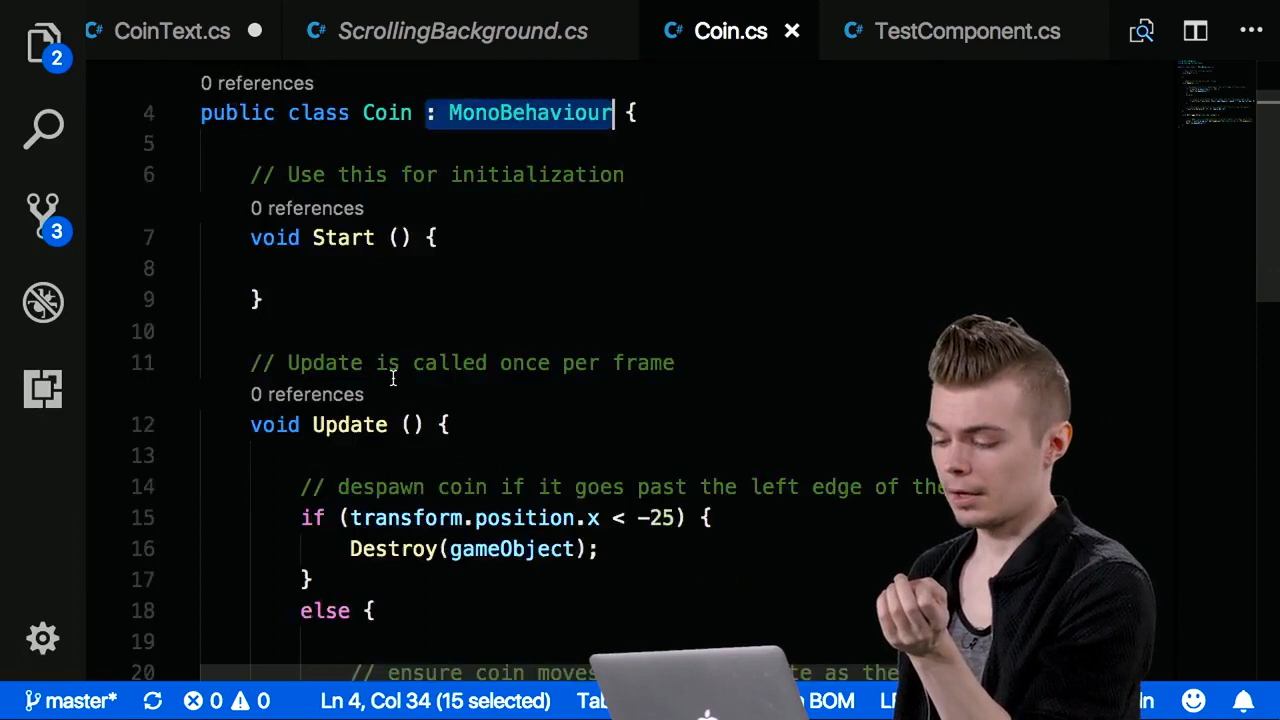 CoinText.cs
ScrollingBackground.cs
Coin.cs
TestComponent.cs
2
3
0 references
4 public class Coin : MonoBehaviour {
5
6 // Use this for initialization
0 references
7 void Start () {
8
9 }
10
11 // Update is called once per frame
0 references
12 void Update () {
13
14 // despawn coin if it goes past the left edge of the
15 if (transform.position.x < -25) {
16 Destroy(gameObject);
17 }
18 else {
19
20 // ensure coin moves as the
master* 0 0 Ln 4, Col 34 (15 selected) BOM